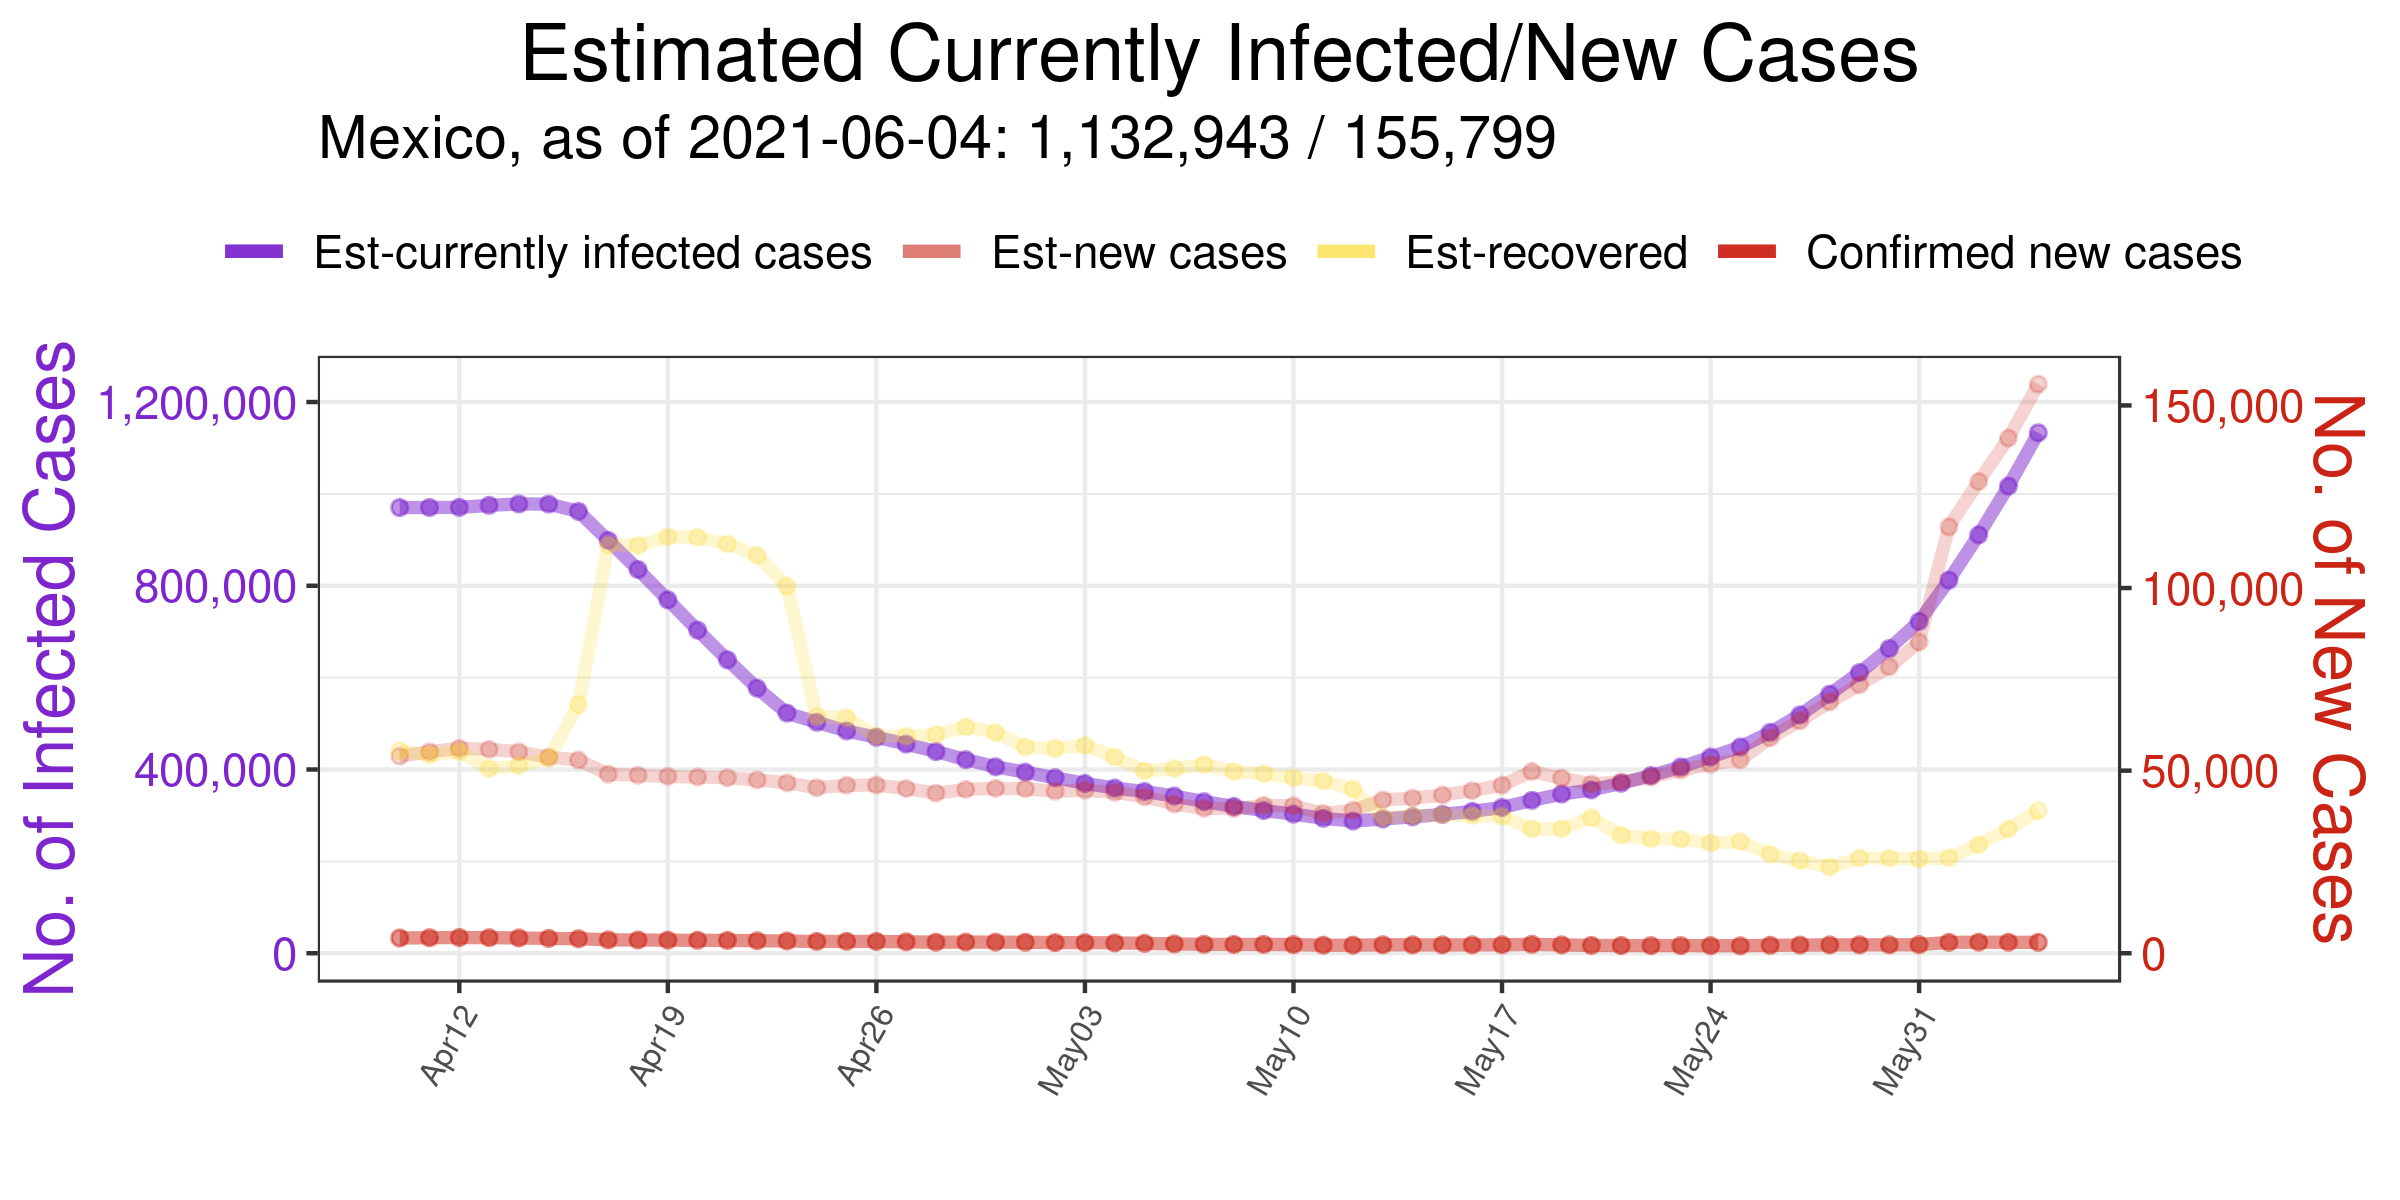 Estimated Currently Infected/New Cases
Mexico, as of 2021-06-04: 1,132,943 / 155,799
Est-currently infected cases Est-new cases Est-recovered Confirmed new cases
No. of Infected Cases
1,200,000
800,000
400,000
0
150,000
100,000
50,000
0
No. of New Cases
Apr12 Apr19 Apr26 May03 May10 May17 May24 May31